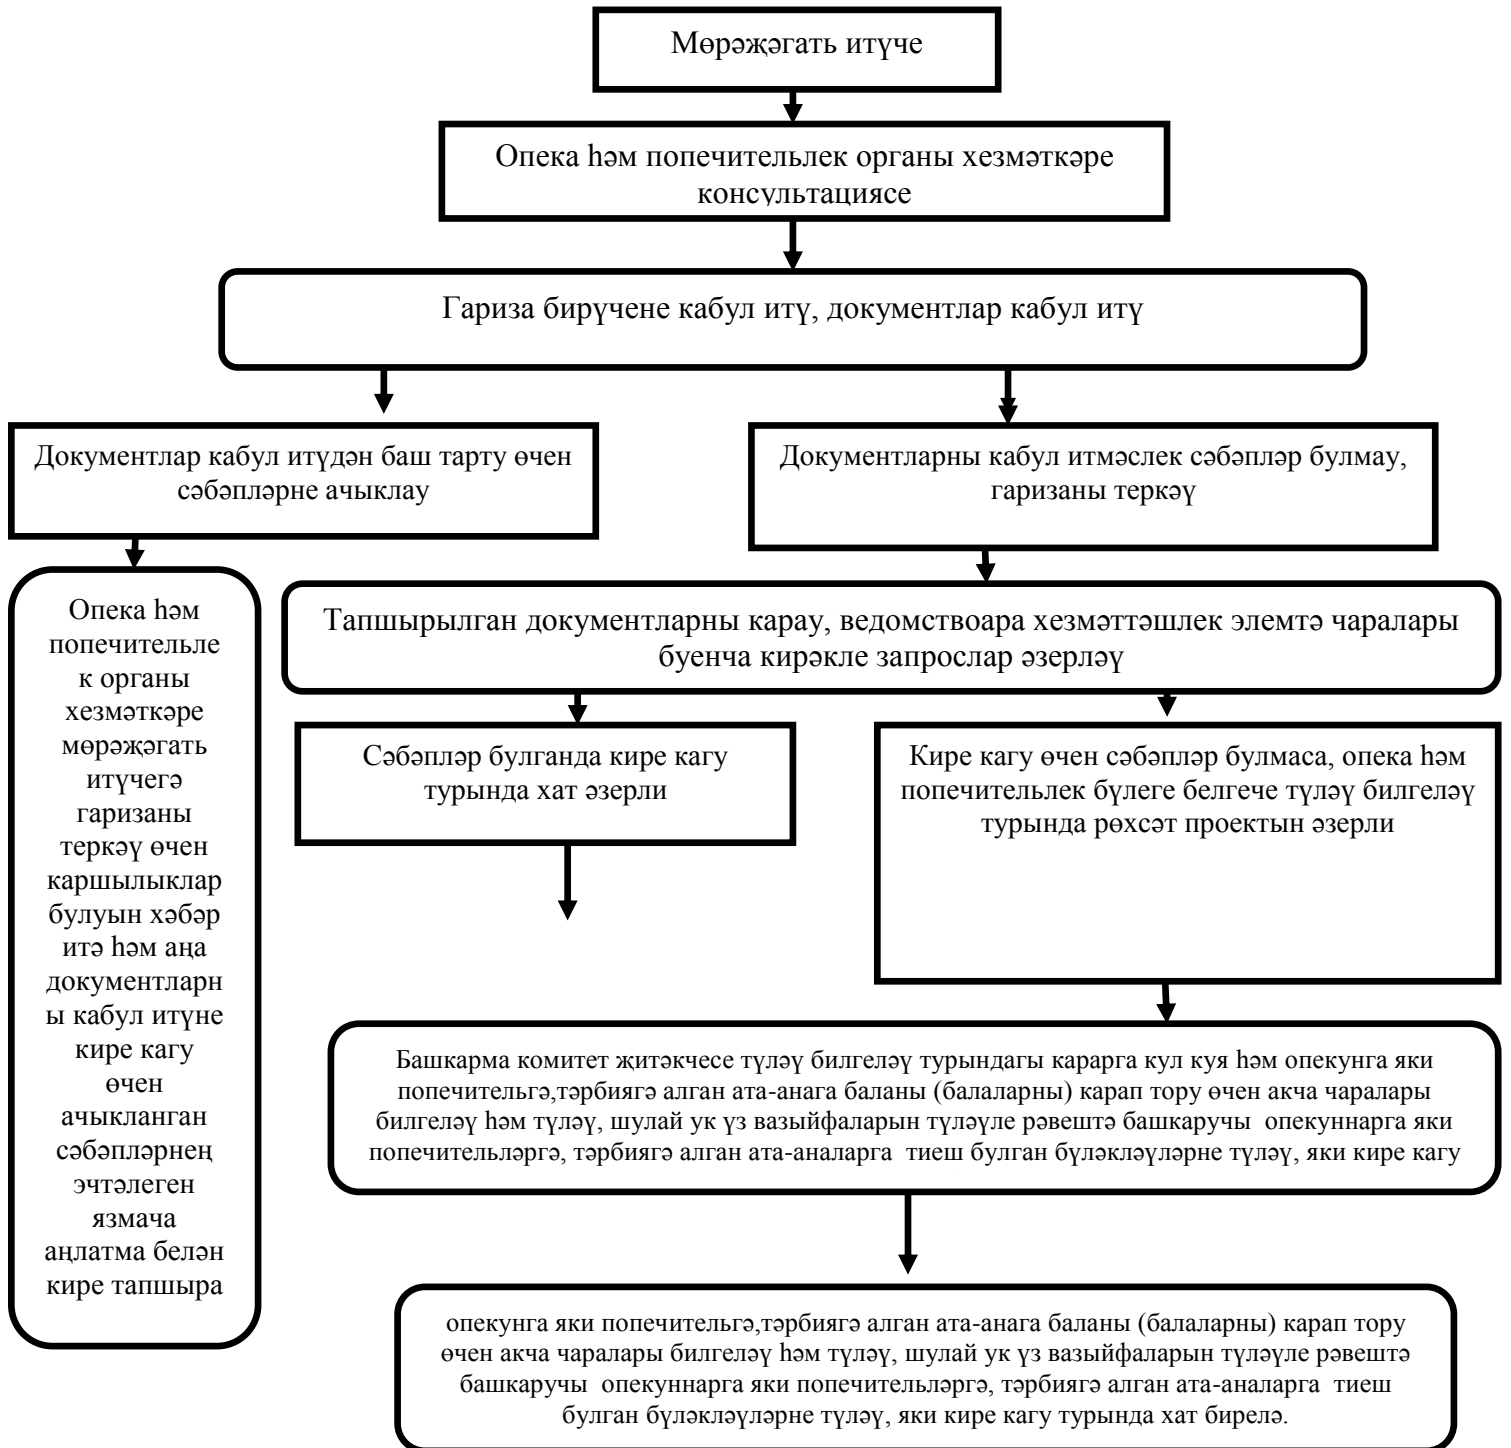 Мөрәҗәгать итүче
Опека һәм попечительлек органы хезмәткәре
консультациясе
Гариза бирүчене кабул итү, документлар кабул итү
Документлар кабул итүдән баш тарту өчен
сәбәпләрне ачыклау
Документларны кабул итмәслек сәбәпләр булмау,
гаризаны теркәү
Опека һәм
попечительле
к органы
хезмәткәре
мөрәҗәгать
итүчегә
гаризаны
теркәү өчен
каршылыклар
булуын хәбәр
итә һәм аңа
документларн
ы кабул итүне
кире кагу
өчен
ачыкланган
сәбәпләрнең
эчтәлеген
язмача
аңлатма белән
кире тапшыра
Тапшырылган документларны карау, ведомствоара хезмәттәшлек элемтә чаралары
буенча кирәкле запрослар әзерләү
Сәбәпләр булганда кире кагу
турында хат әзерли
Кире кагу өчен сәбәпләр булмаса, опека һәм
попечительлек бүлеге белгече түләү билгеләү
турында рөхсәт проектын әзерли
Башкарма комитет җитәкчесе түләү билгеләү турындагы карарга кул куя һәм опекунга яки
попечительгә,тәрбиягә алган ата-анага баланы (балаларны) карап тору өчен акча чаралары
билгеләү һәм түләү, шулай ук үз вазыйфаларын түләүле рәвештә башкаручы опекуннарга яки
попечительләргә, тәрбиягә алган ата-аналарга тиеш булган бүләкләүләрне түләү, яки кире кагу
опекунга яки попечительгә,тәрбиягә алган ата-анага баланы (балаларны) карап тору
өчен акча чаралары билгеләү һәм түләү, шулай ук үз вазыйфаларын түләүле рәвештә
башкаручы опекуннарга яки попечительләргә, тәрбиягә алган ата-аналарга тиеш
булган бүләкләүләрне түләү, яки кире кагу турында хат бирелә.